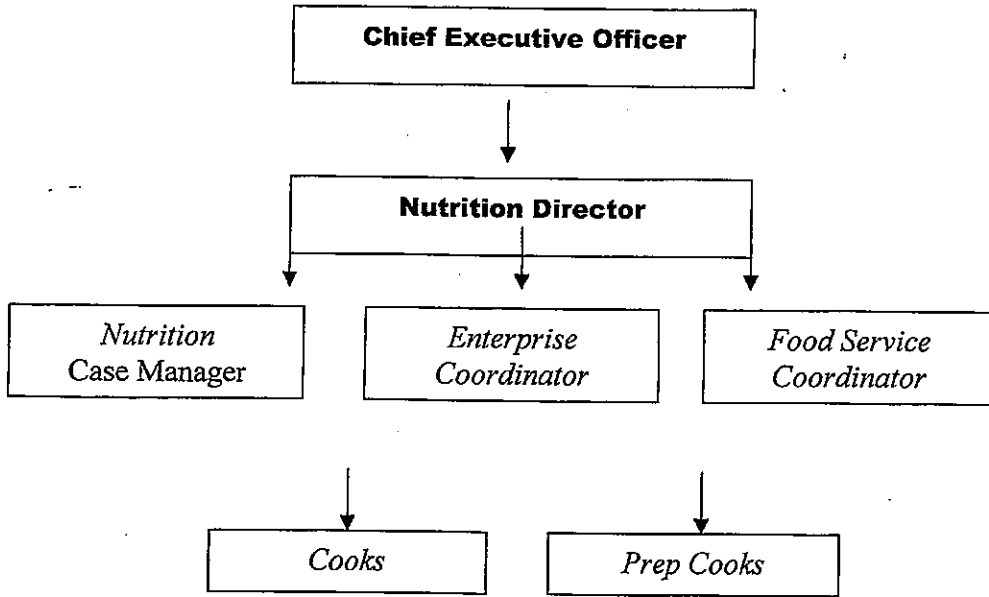 Chief Executive Officer
Nutrition Director
Nutrition
Case Manager
Enterprise
Coordinator
Food Service
Coordinator
Cooks
Prep Cooks